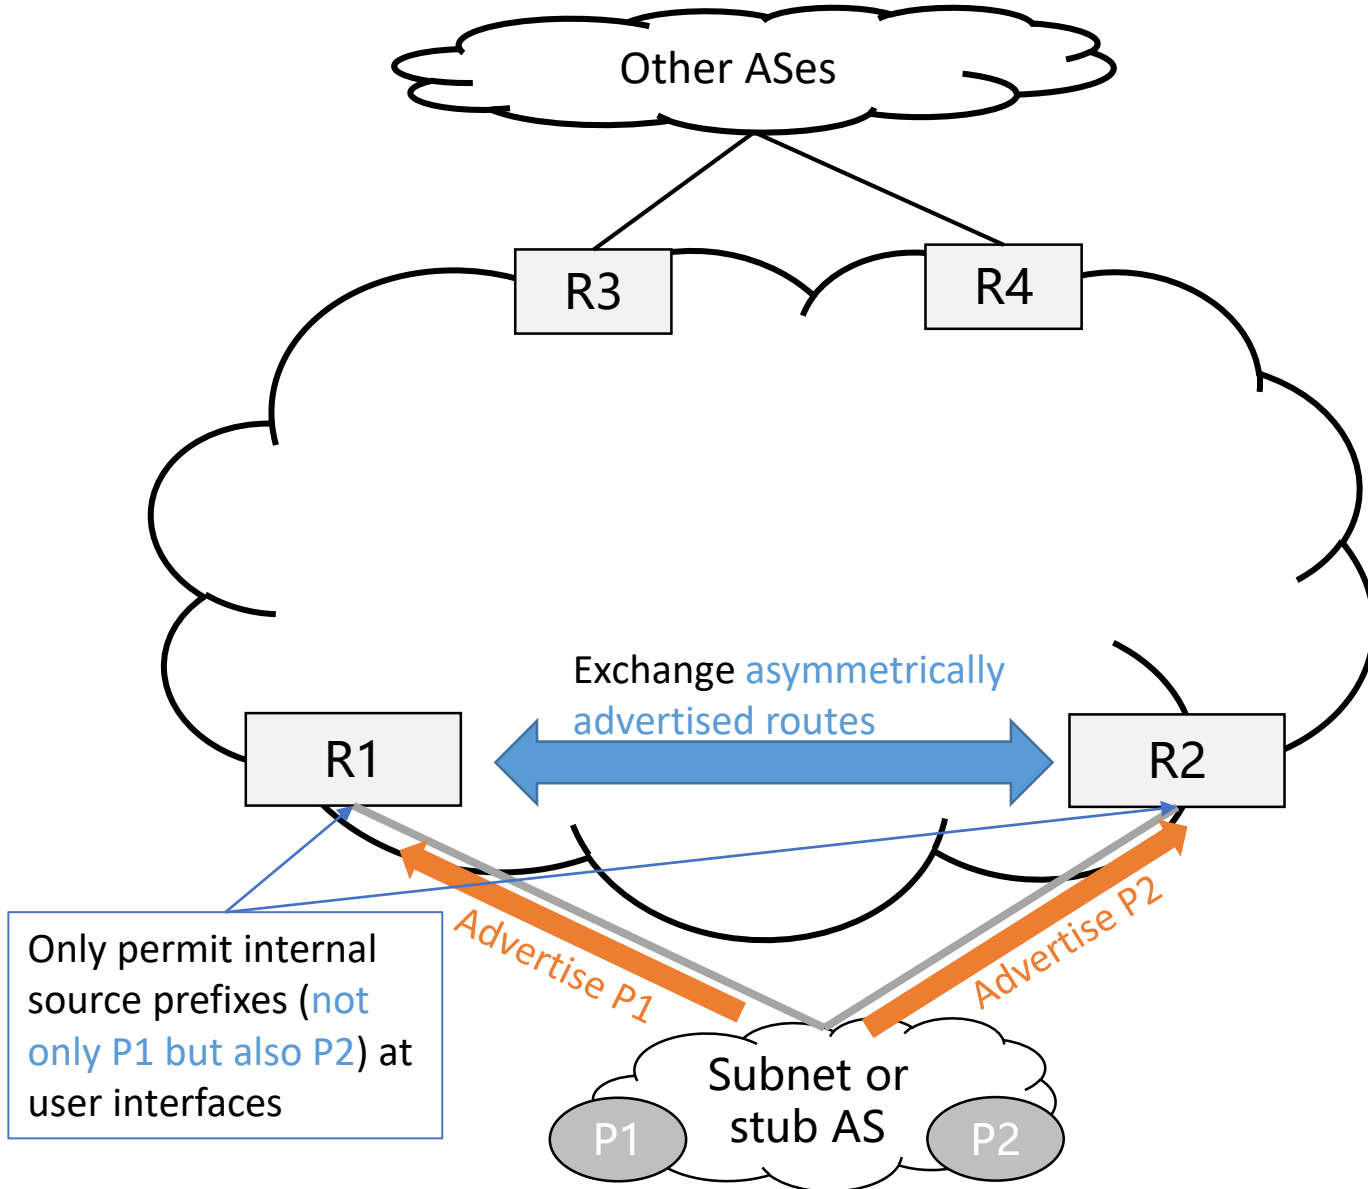 Other ASes
R3
R4
Exchange asymmetrically
advertised routes
R1
R2
Advertise P1
Advertise P2
Only permit internal
source prefixes (not
only P1 but also P2) at
user interfaces
Subnet or
stub AS
P1
P2